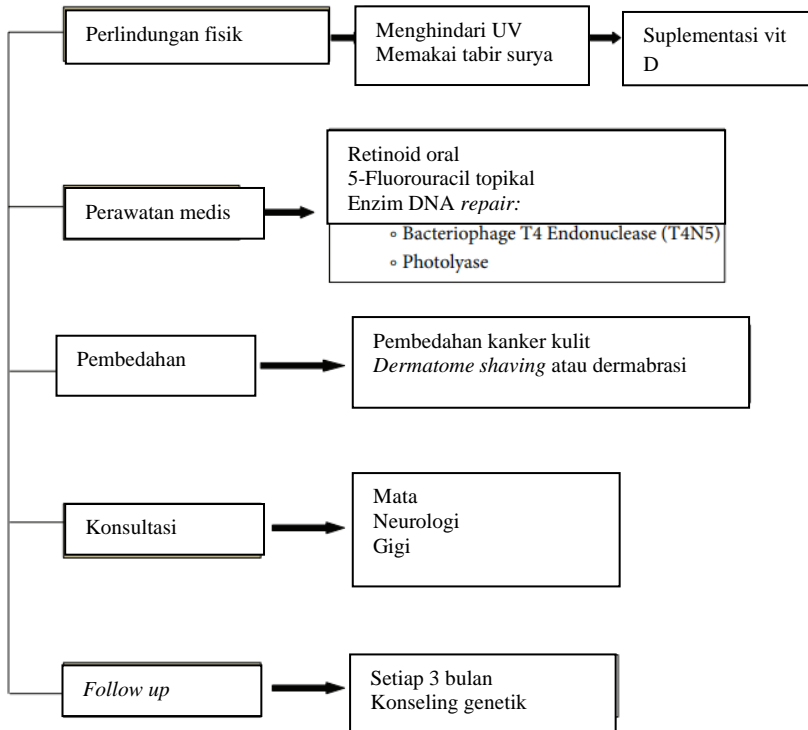 Perlindungan fisik
Menghindari UV
Memakai tabir surya
Suplementasi vit
D
Perawatan medis
Retinoid oral
5-Fluorouracil topikal
Enzim DNA repair:
◦ Bacteriophage T4 Endonuclease (T4N5)
◦ Photolyase
Pembedahan
Pembedahan kanker kulit
Dermatome shaving atau dermabrasi
Konsultasi
Mata
Neurologi
Gigi
Follow up
Setiap 3 bulan
Konseling genetik